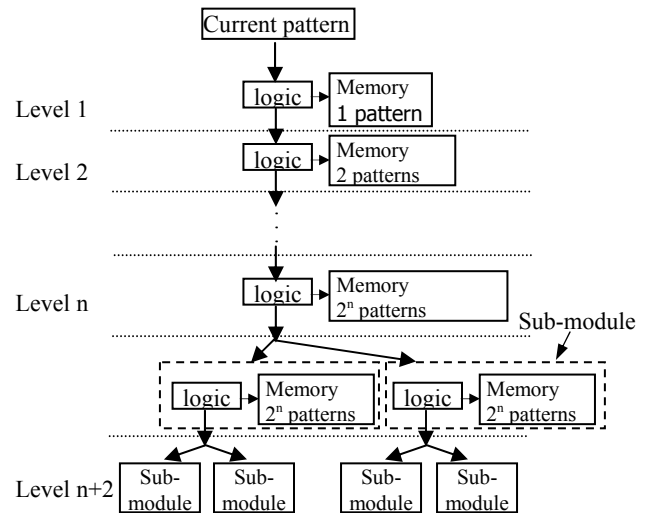 Current pattern
Level 1
logic
Memory
1 pattern
Level 2
logic
Memory
2 patterns
Level n
logic
Memory
2ⁿ patterns
Sub-module
logic
Memory
2ⁿ patterns
logic
Memory
2ⁿ patterns
Level n+2
Sub-
module
Sub-
module
Sub-
module
Sub-
module